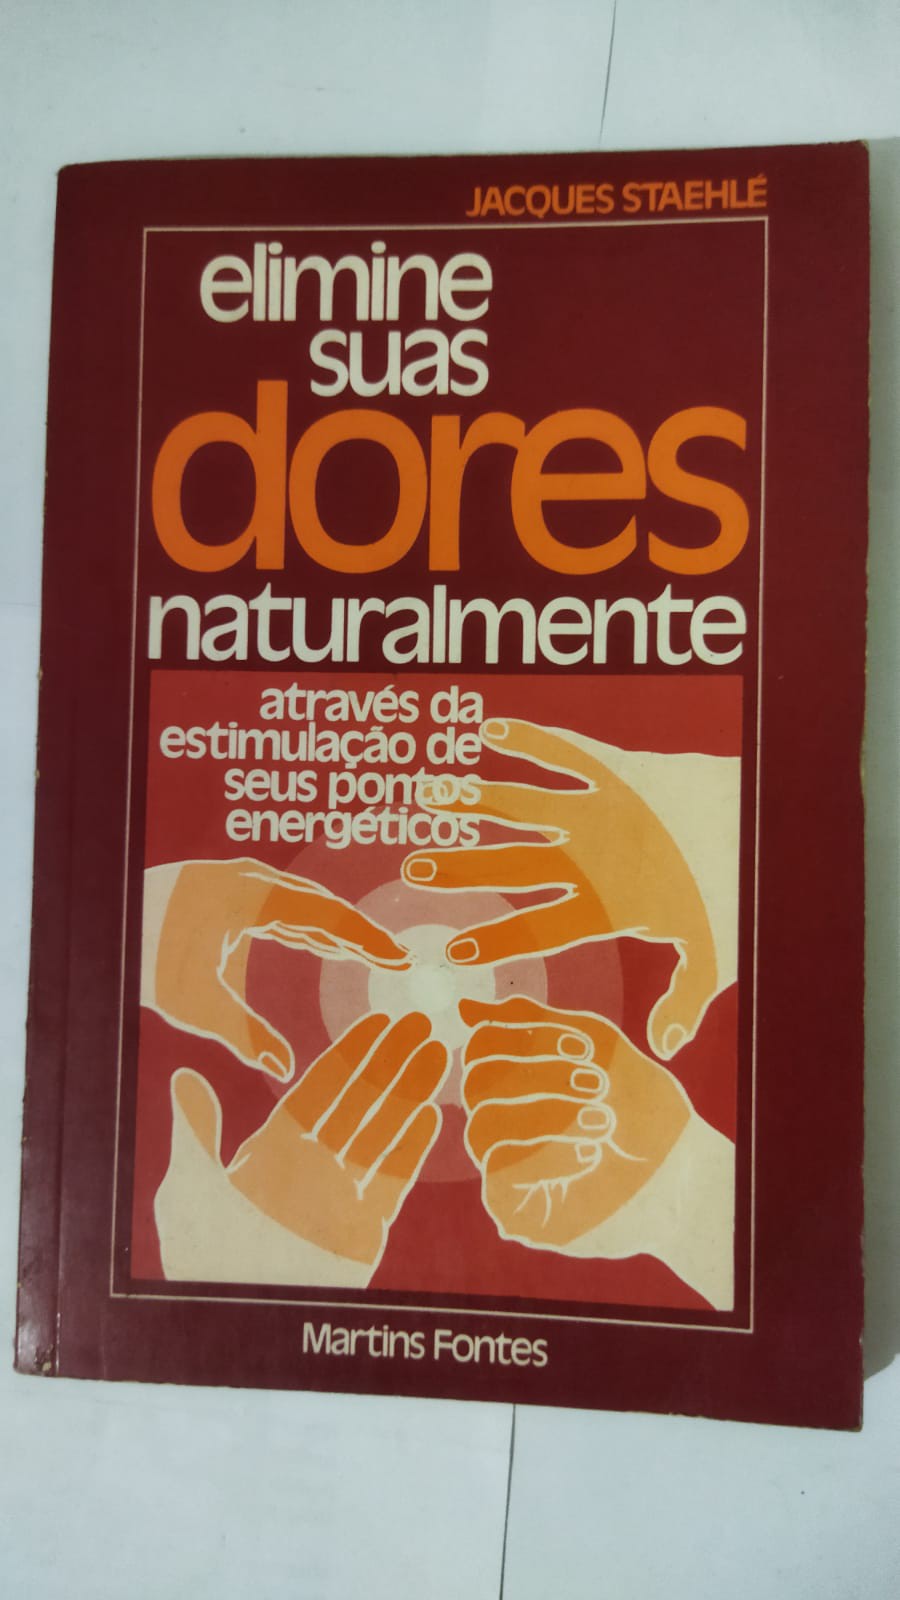 JACQUES STAEHLÉ
elimine
suas
dores
naturalmente
através da
estimulação de
seus pontos
energéticos
Martins Fontes